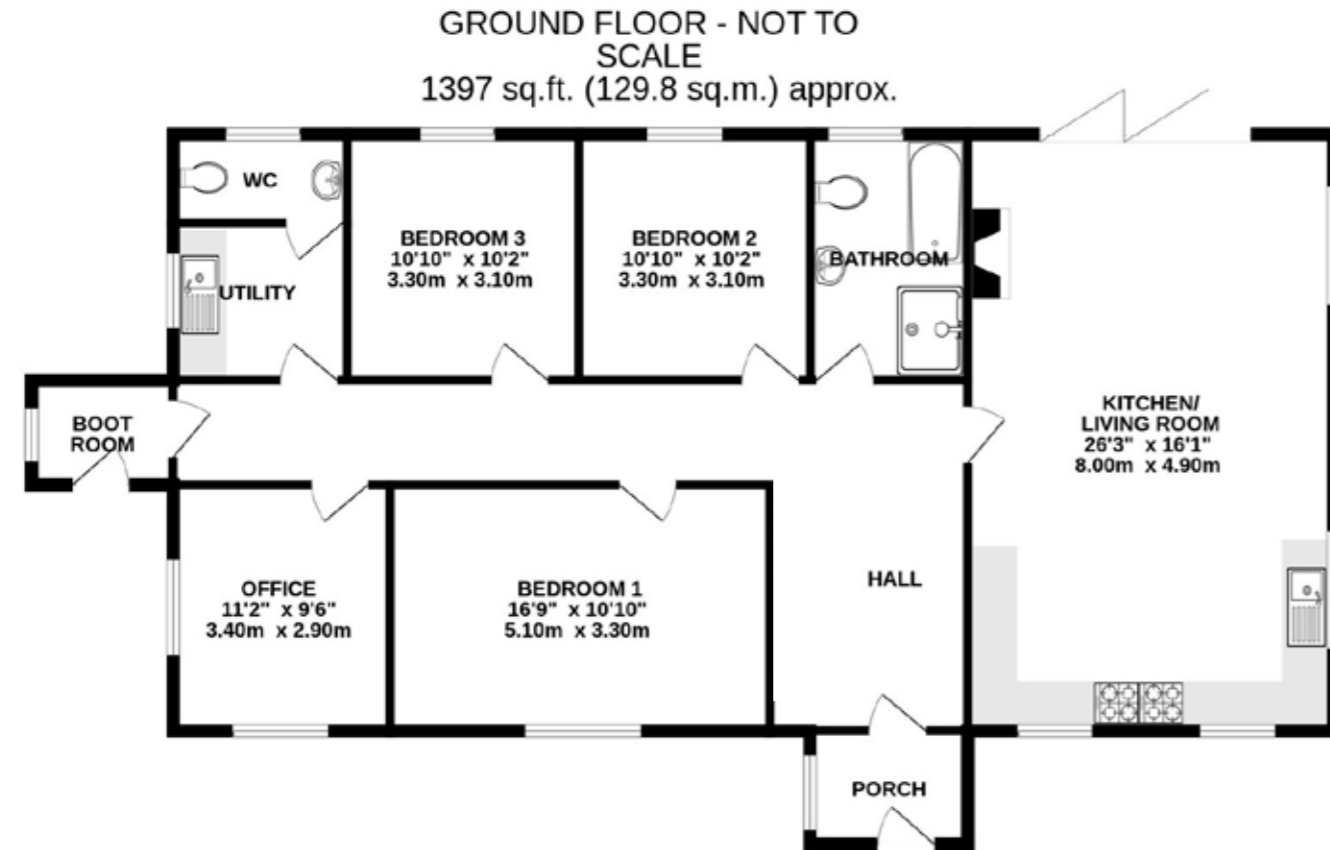 GROUND FLOOR - NOT TO
SCALE
1397 sq.ft. (129.8 sq.m.) approx.
WC
BEDROOM 3
10'10" x 10'2"
3.30m x 3.10m
BEDROOM 2
10'10" x 10'2"
3.30m x 3.10m
BATHROOM
UTILITY
BOOT
ROOM
KITCHEN/
LIVING ROOM
26'3" x 16'1"
8.00m x 4.90m
OFFICE
11'2" x 9'6"
3.40m x 2.90m
BEDROOM 1
16'9" x 10'10"
5.10m x 3.30m
HALL
PORCH